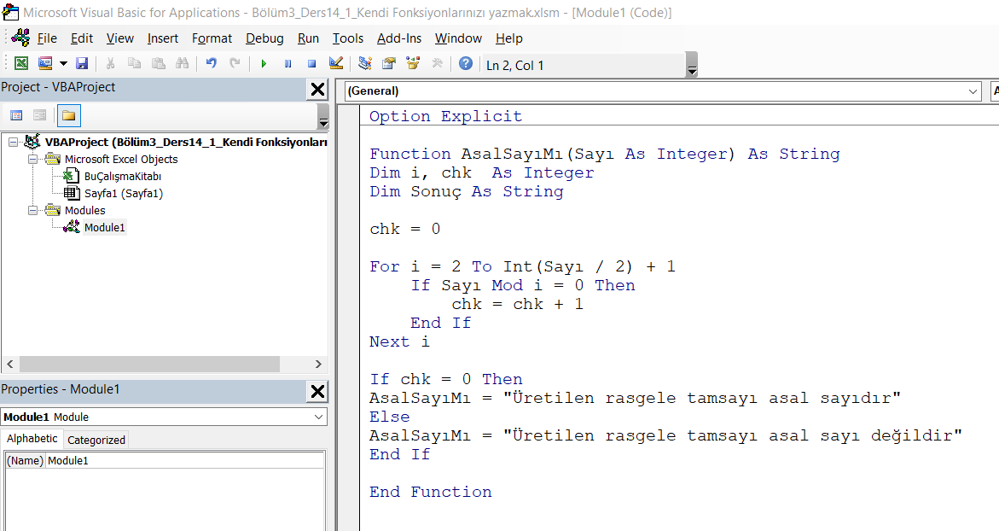 Microsoft Visual Basic for Applications - Bölüm3_Ders14_1_Kendi Fonksiyonlarınızı yazmak.xlsm - [Module1 (Code)]
File Edit View Insert Format Debug Run Tools Add-Ins Window Help
Ln 2, Col 1
Project - VBAProject
VBAProject (Bölüm3_Ders14_1_Kendi Fonksiyonları
Microsoft Excel Objects
BuÇalışmaKitabı
Sayfa1 (Sayfa1)
Modules
Module1
Properties - Module1
Module1 Module
Alphabetic Categorized
(Name) Module1
(General)
Option Explicit
Function AsalSayıMı(Sayı As Integer) As String
Dim i, chk  As Integer
Dim Sonuç As String
chk = 0
For i = 2 To Int(Sayı / 2) + 1
If Sayı Mod i = 0 Then
chk = chk + 1
End If
Next i
If chk = 0 Then
AsalSayıMı = "Üretilen rasgele tamsayı asal sayıdır"
Else
AsalSayıMı = "Üretilen rasgele tamsayı asal sayı değildir"
End If
End Function